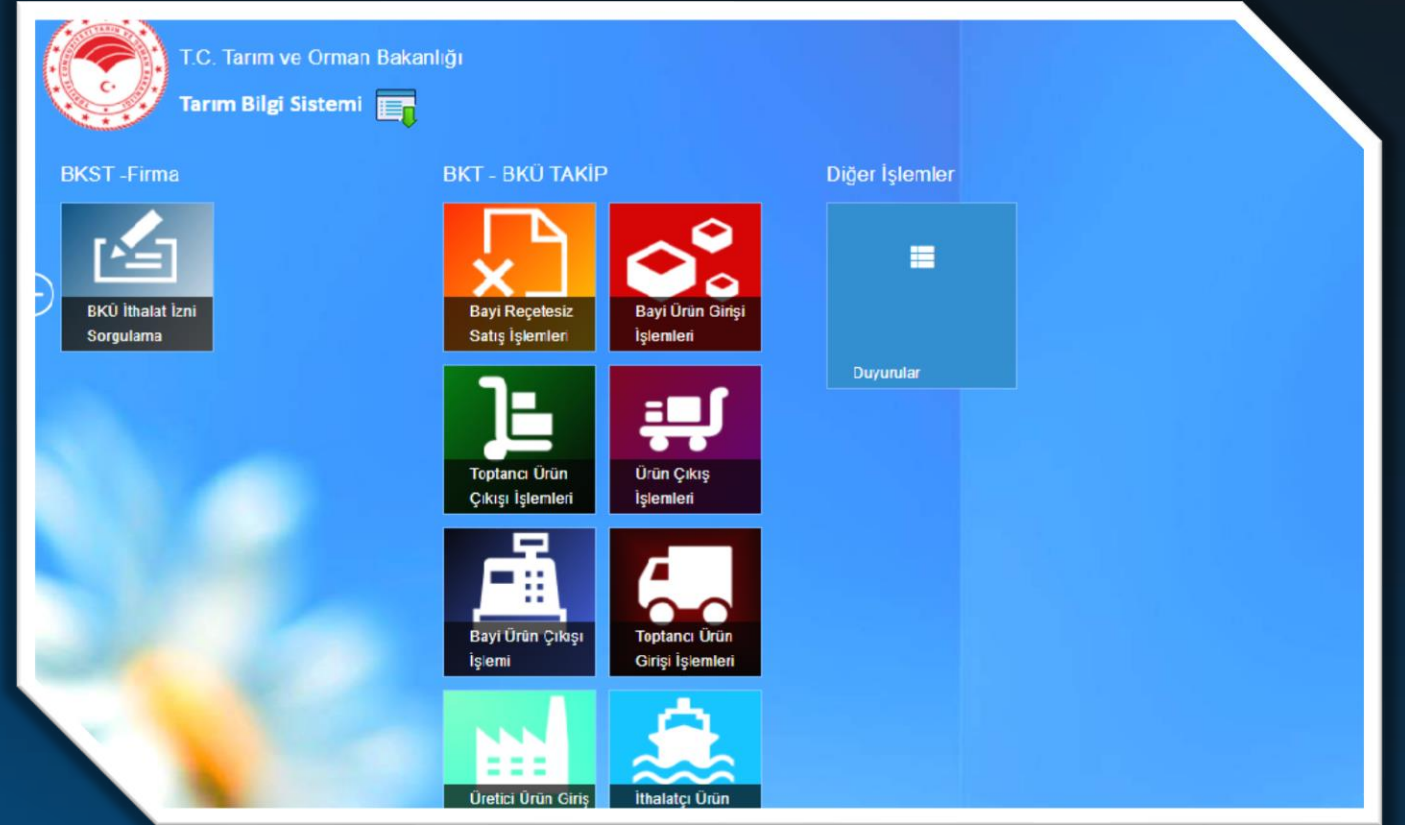 T.C. Tarım ve Orman Bakanlığı
Tarım Bilgi Sistemi
BKST -Firma
BKÜ İthalat İzni
Sorgulama
BKT - BKÜ TAKİP
Bayi Reçetesiz
Satış İşlemleri
Bayi Ürün Girişi
İşlemleri
Toptancı Ürün
Çıkışı İşlemleri
Ürün Çıkış
İşlemleri
Bayi Ürün Çıkışı
İşlemi
Toptancı Ürün
Girişi İşlemleri
Üretici Ürün Giriş
İthalatçı Ürün
Diğer İşlemler
Duyurular